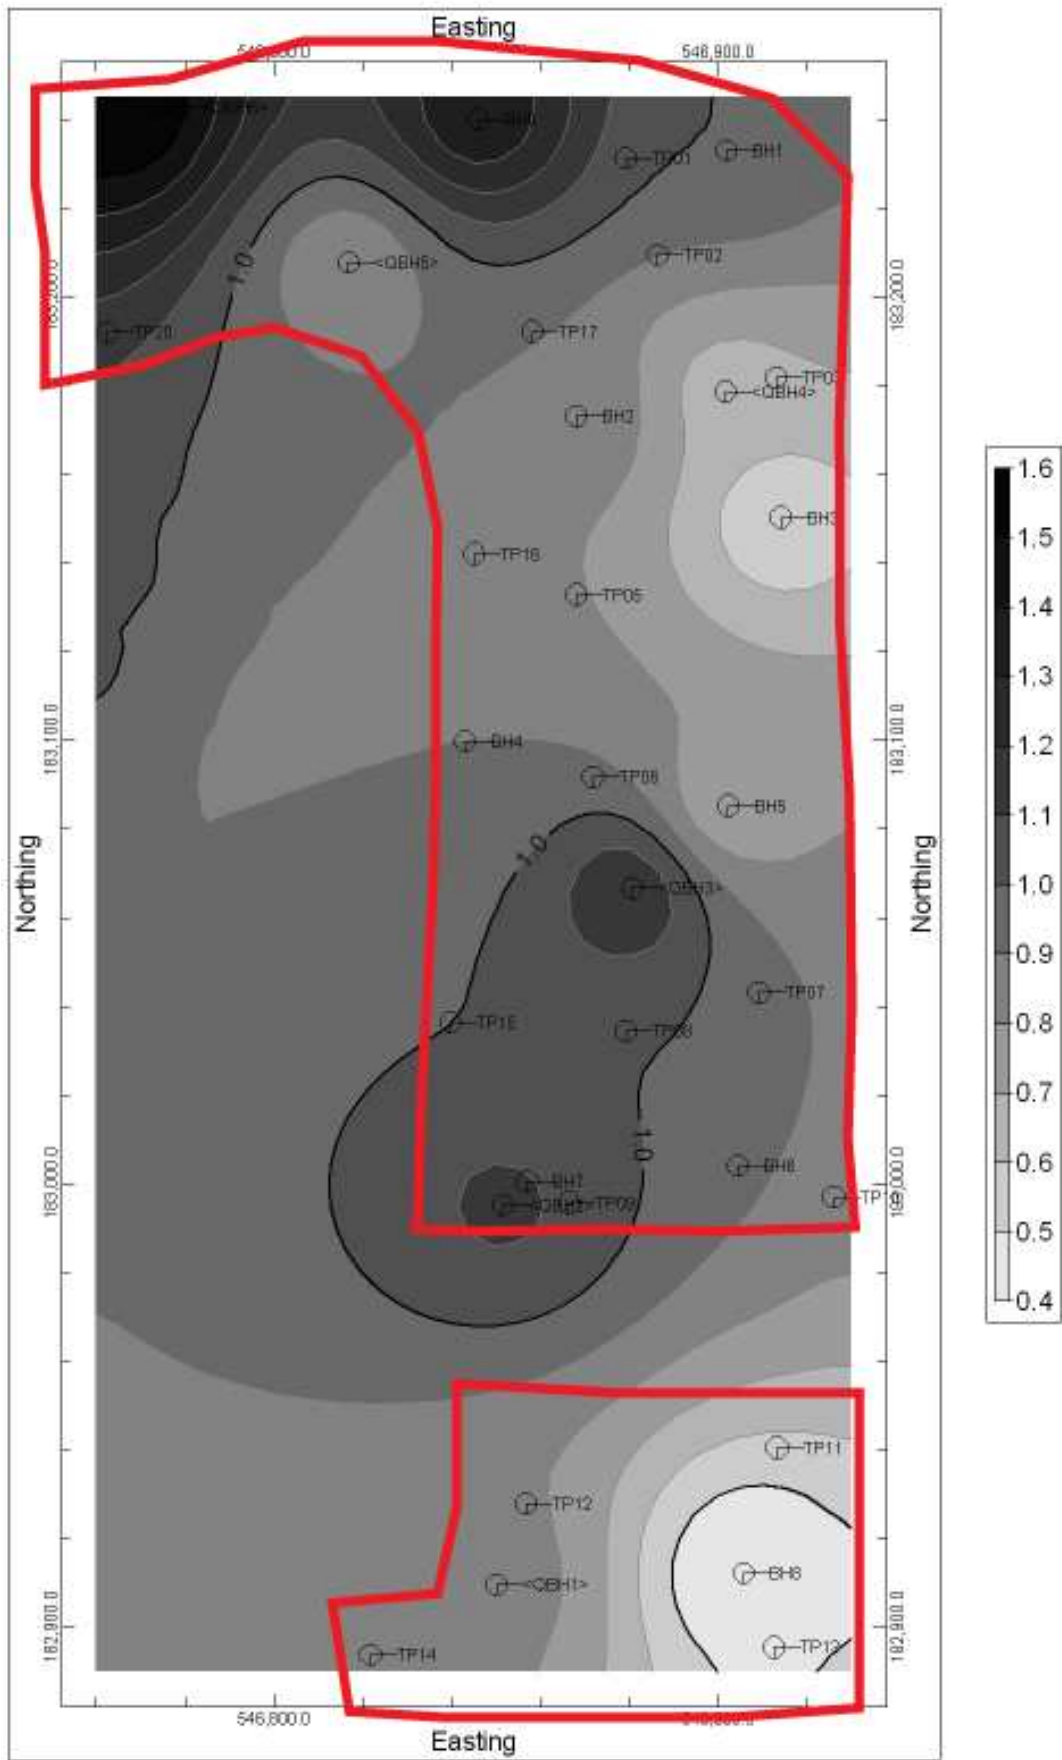 Easting
546,900.0
BH1
TP01
TP02
<QBH5>
1.0
183,200.0
183,200.0
TP20
TP17
<QBH4>
BH2
BH3
1.6
1.5
TP16
1.4
TP05
1.3
1.2
183,100.0
183,100.0
BH4
TP06
BH5
1.1
1.0
1.0
<QBH3>
Northing
Northing
0.9
TP07
TP15
TP08
0.8
0.7
1.0
0.6
183,000.0
BH7
TP09
0.5
0.4
TP11
TP12
<QBH1>
182,900.0
182,900.0
TP13
TP14
546,800.0
Easting